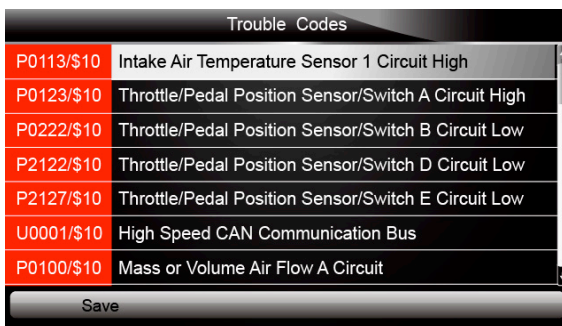 Trouble Codes
P0113/$10 Intake Air Temperature Sensor 1 Circuit High
P0123/$10 Throttle/Pedal Position Sensor/Switch A Circuit High
P0222/$10 Throttle/Pedal Position Sensor/Switch B Circuit Low
P2122/$10 Throttle/Pedal Position Sensor/Switch D Circuit Low
P2127/$10 Throttle/Pedal Position Sensor/Switch E Circuit Low
U0001/$10 High Speed CAN Communication Bus
P0100/$10 Mass or Volume Air Flow A Circuit
Save